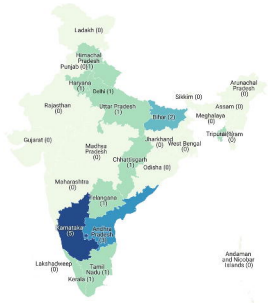 Ladakh (0)
Himachal
Pradesh
Punjab (0)(1)
Haryana
(1)
Delhi (1)
Arunachal
Pradesh
(0)
Sikkim (0)
Rajasthan
(0)
Uttar Pradesh
(1)
Bihar (2)
Assam (0)
Meghalaya
(0)
Gujarat (0)
Madhya
Pradesh
(0)
Jharkhand
(0)
West Bengal
(0)
Chhattisgarh
(1)
Odisha (0)
Maharashtra
(0)
Telangana
(1)
Karnataka
(5)
Andhra
Pradesh
Lakshadweep
(0)
Tamil
Nadu (1)
Kerala (1)
Andaman
and Nicobar
Islands (0)